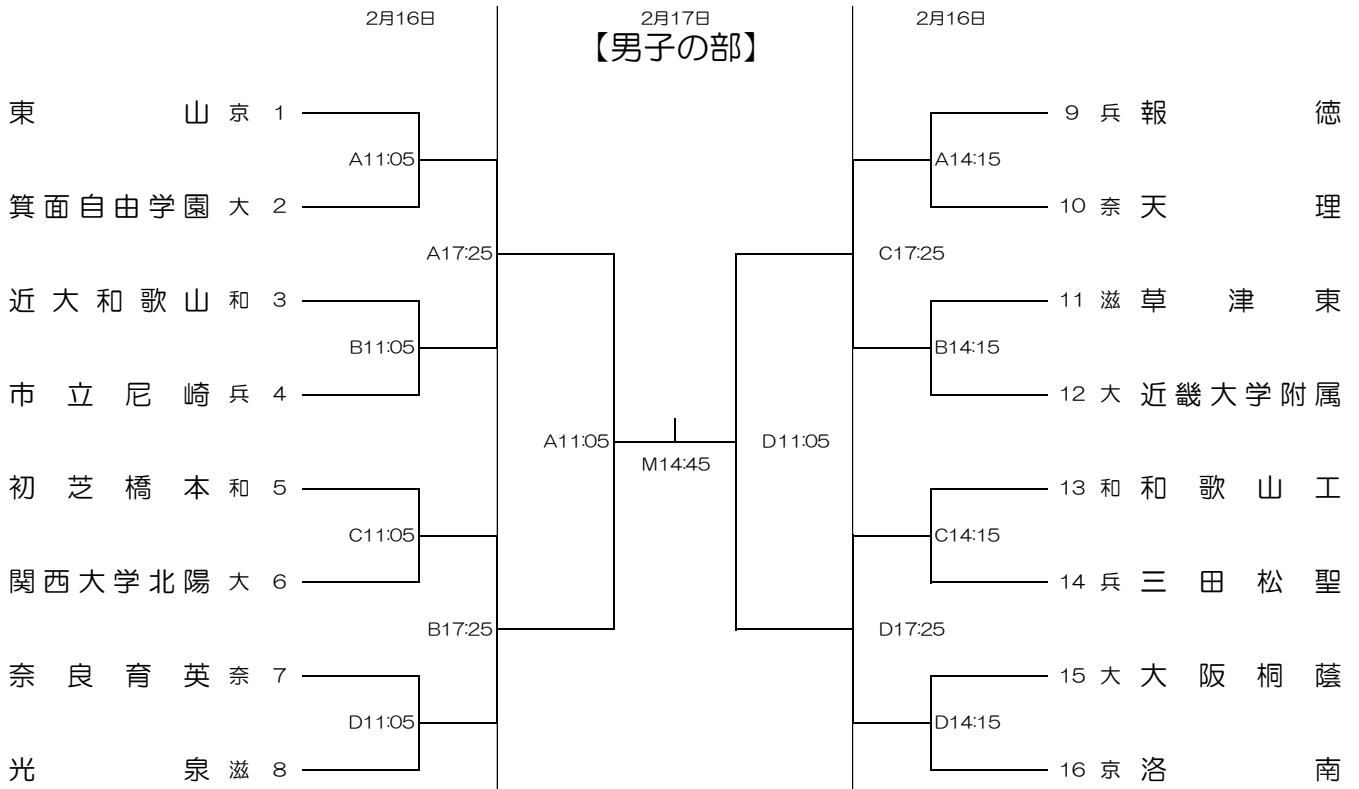 2月16日 2月17日 2月16日
【男子の部】
東山 京 1 9 兵 報徳
A11:05 A14:15
箕面自由学園 大 2 10 奈 天理
A17:25 C17:25
近大和歌山 和 3 11 滋 草津東
B11:05 B14:15
市立尼崎 兵 4 12 大 近畿大学附属
A11:05 D11:05
M14:45
初芝橋本 和 5 13 和 和歌山工
C11:05 C14:15
関西大学北陽 大 6 14 兵 三田松聖
B17:25 D17:25
奈良育英 奈 7 15 大 大阪桐蔭
D11:05 D14:15
光泉 滋 8 16 京 洛南